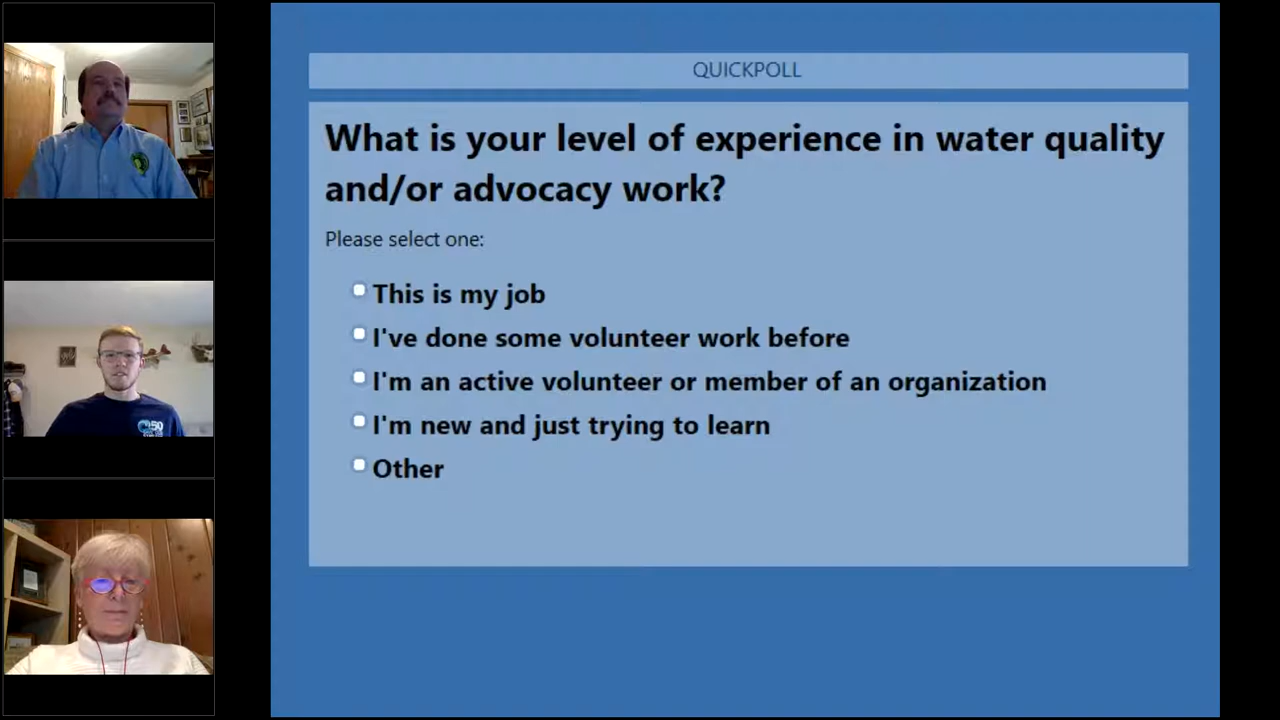 QUICKPOLL
What is your level of experience in water quality
and/or advocacy work?
Please select one:
This is my job
I've done some volunteer work before
I'm an active volunteer or member of an organization
I'm new and just trying to learn
Other
50